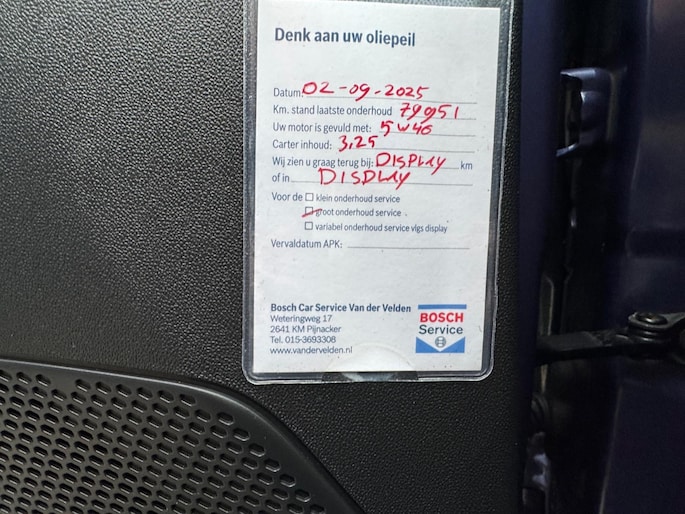 Denk aan uw oliepeil
Datum: 02-09-2025
Km. stand laatste onderhoud 79951
Uw motor is gevuld met: 5W40
Carter inhoud: 3,25
Wij zien u graag terug bij: DISPLAY km
of in DISPLAY
Voor de ☐ klein onderhoud service
☐ groot onderhoud service
☐ variabel onderhoud service vlgs display
Vervaldatum APK:
Bosch Car Service Van der Velden
Weteringweg 17
2641 KM Pijnacker
Tel. 015-3693308
www.vandervelden.nl
BOSCH
Service